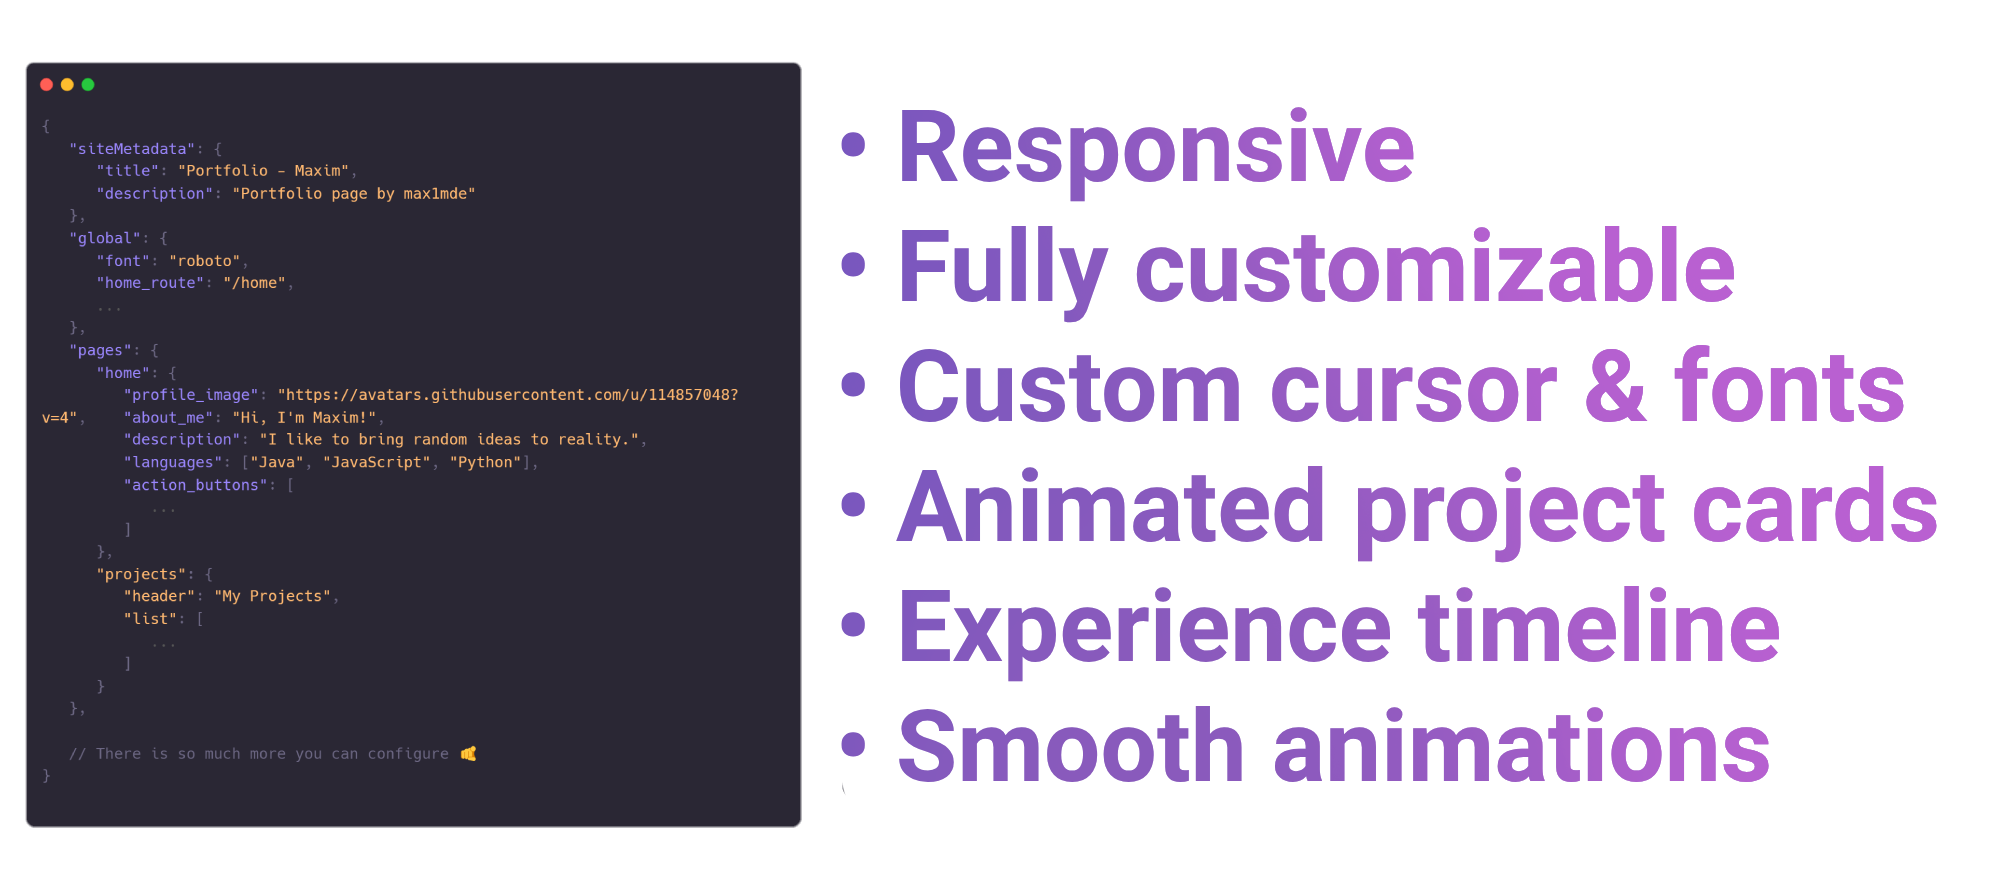 {
   "siteMetadata": {
      "title": "Portfolio - Maxim",
      "description": "Portfolio page by max1mde"
   },
   "global": {
      "font": "roboto",
      "home_route": "/home",
      ...
   },
   "pages": {
      "home": {
         "profile_image": "https://avatars.githubusercontent.com/u/114857048?
v=4",    "about_me": "Hi, I'm Maxim!",
         "description": "I like to bring random ideas to reality.",
         "languages": ["Java", "JavaScript", "Python"],
         "action_buttons": [
            ...
         ]
      },
      "projects": {
         "header": "My Projects",
         "list": [
            ...
         ]
      }
   },
   // There is so much more you can configure 🤙
}
• Responsive
• Fully customizable
• Custom cursor & fonts
• Animated project cards
• Experience timeline
• Smooth animations